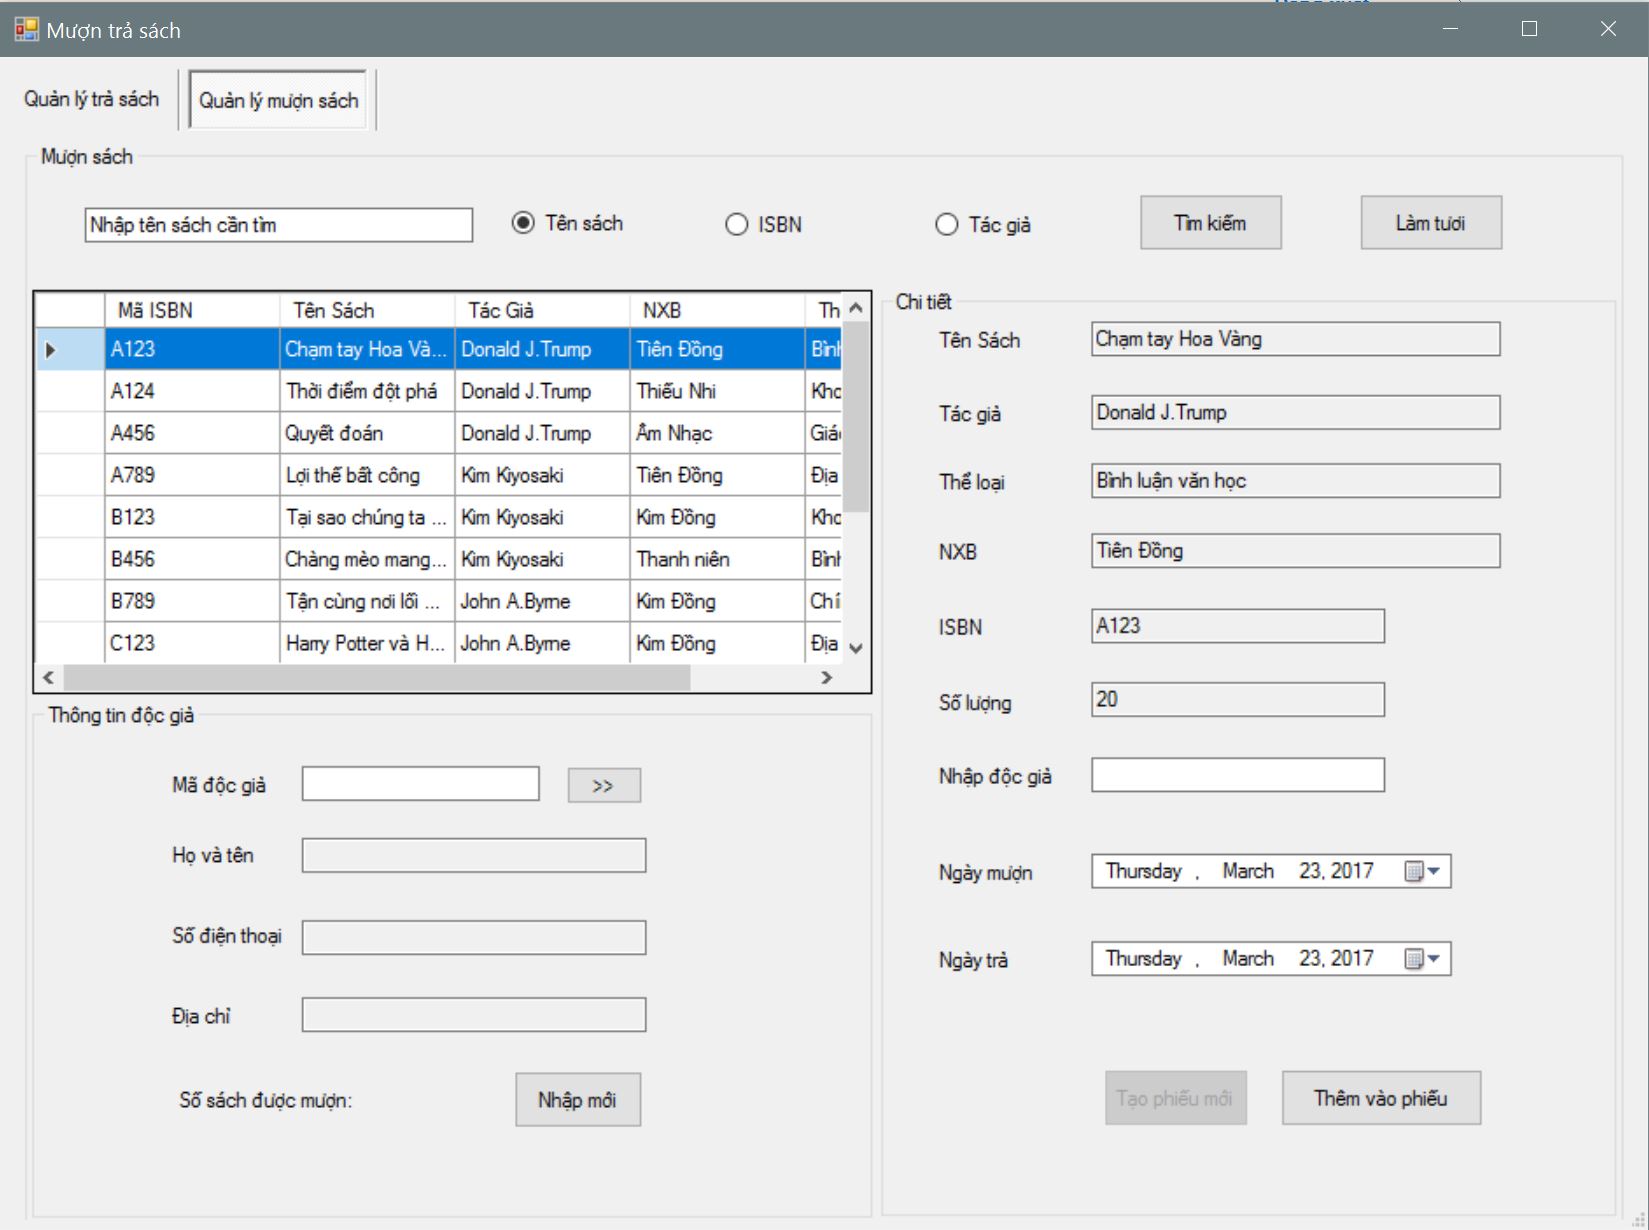 Mượn trả sách
Quản lý trả sách
Quản lý mượn sách
Mượn sách
Nhập tên sách cần tìm
Tên sách
ISBN
Tác giả
Tìm kiếm
Làm tươi
Mã ISBN Tên Sách Tác Giả NXB Th
A123 Chạm tay Hoa Và... Donald J.Trump Tiên Đồng Bình
A124 Thời điểm đột phá Donald J.Trump Thiếu Nhi Kho
A456 Quyết đoán Donald J.Trump Âm Nhạc Giáo
A789 Lợi thế bất công Kim Kiyosaki Tiên Đồng Địa
B123 Tại sao chúng ta ... Kim Kiyosaki Kim Đồng Kho
B456 Chàng mèo mang... Kim Kiyosaki Thanh niên Bình
B789 Tận cùng nơi lối ... John A.Byrne Kim Đồng Chí
C123 Harry Potter và H... John A.Byrne Kim Đồng Địa
Thông tin độc giả
Mã độc giả
>>
Họ và tên
Số điện thoại
Địa chỉ
Số sách được mượn:
Nhập mới
Chi tiết
Tên Sách Chạm tay Hoa Vàng
Tác giả Donald J.Trump
Thể loại Bình luận văn học
NXB Tiên Đồng
ISBN A123
Số lượng 20
Nhập độc giả
Ngày mượn Thursday , March 23, 2017
Ngày trả Thursday , March 23, 2017
Tạo phiếu mới
Thêm vào phiếu